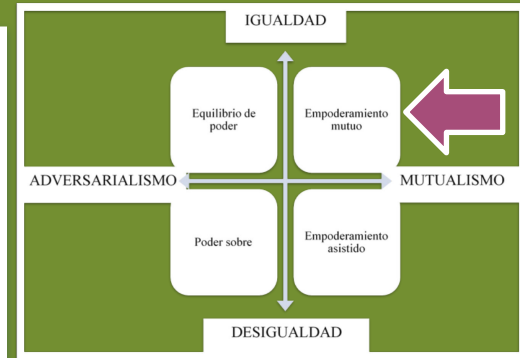 IGUALDAD
Equilibrio de
poder
Empoderamiento
mutuo
ADVERSARIALISMO
MUTUALISMO
Poder sobre
Empoderamiento
asistido
DESIGUALDAD